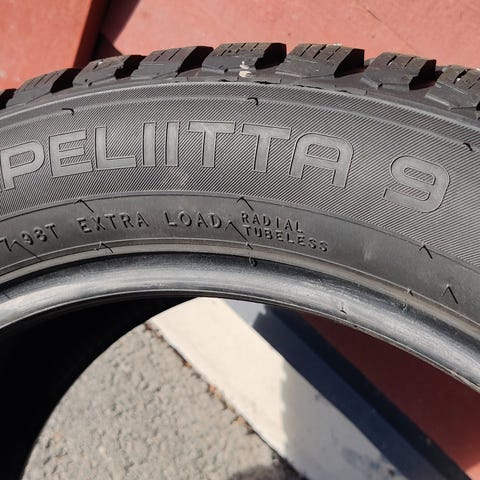 PELIITTA 9
98T EXTRA LOAD RADIAL
TUBELESS